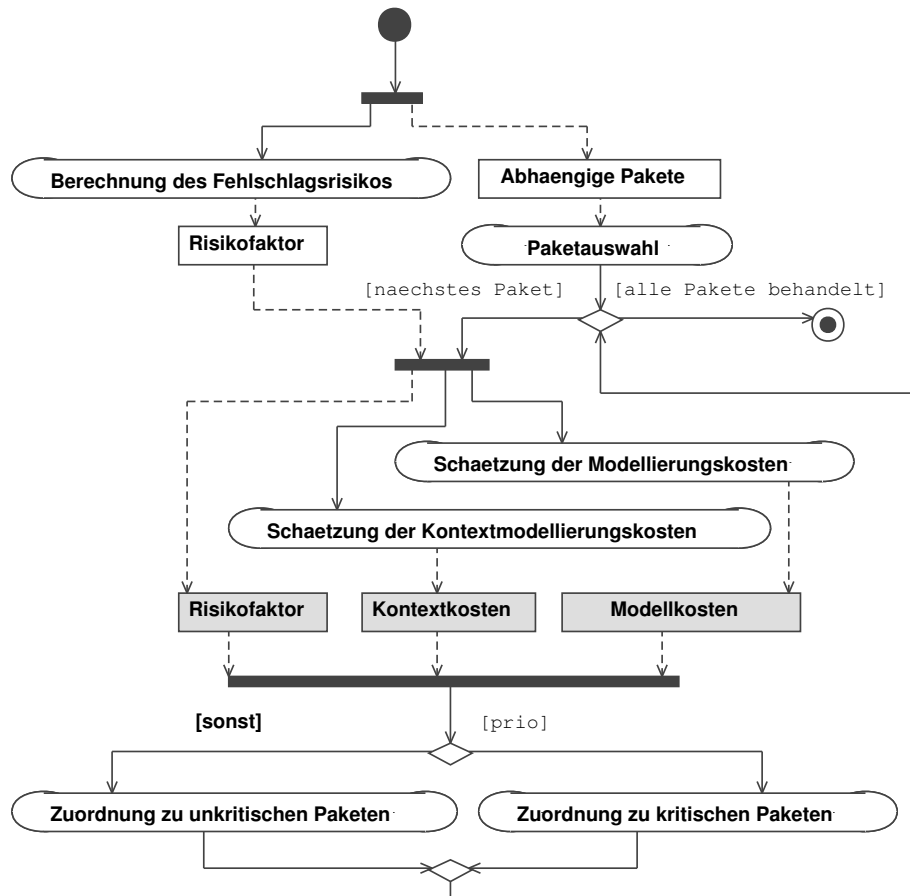 Berechnung des Fehlschlagsrisikos
Abhaengige Pakete
Risikofaktor
Paketauswahl
[naechstes Paket]
[alle Pakete behandelt]
Schaetzung der Modellierungskosten
Schaetzung der Kontextmodellierungskosten
Risikofaktor
Kontextkosten
Modellkosten
[sonst]
[prio]
Zuordnung zu unkritischen Paketen
Zuordnung zu kritischen Paketen